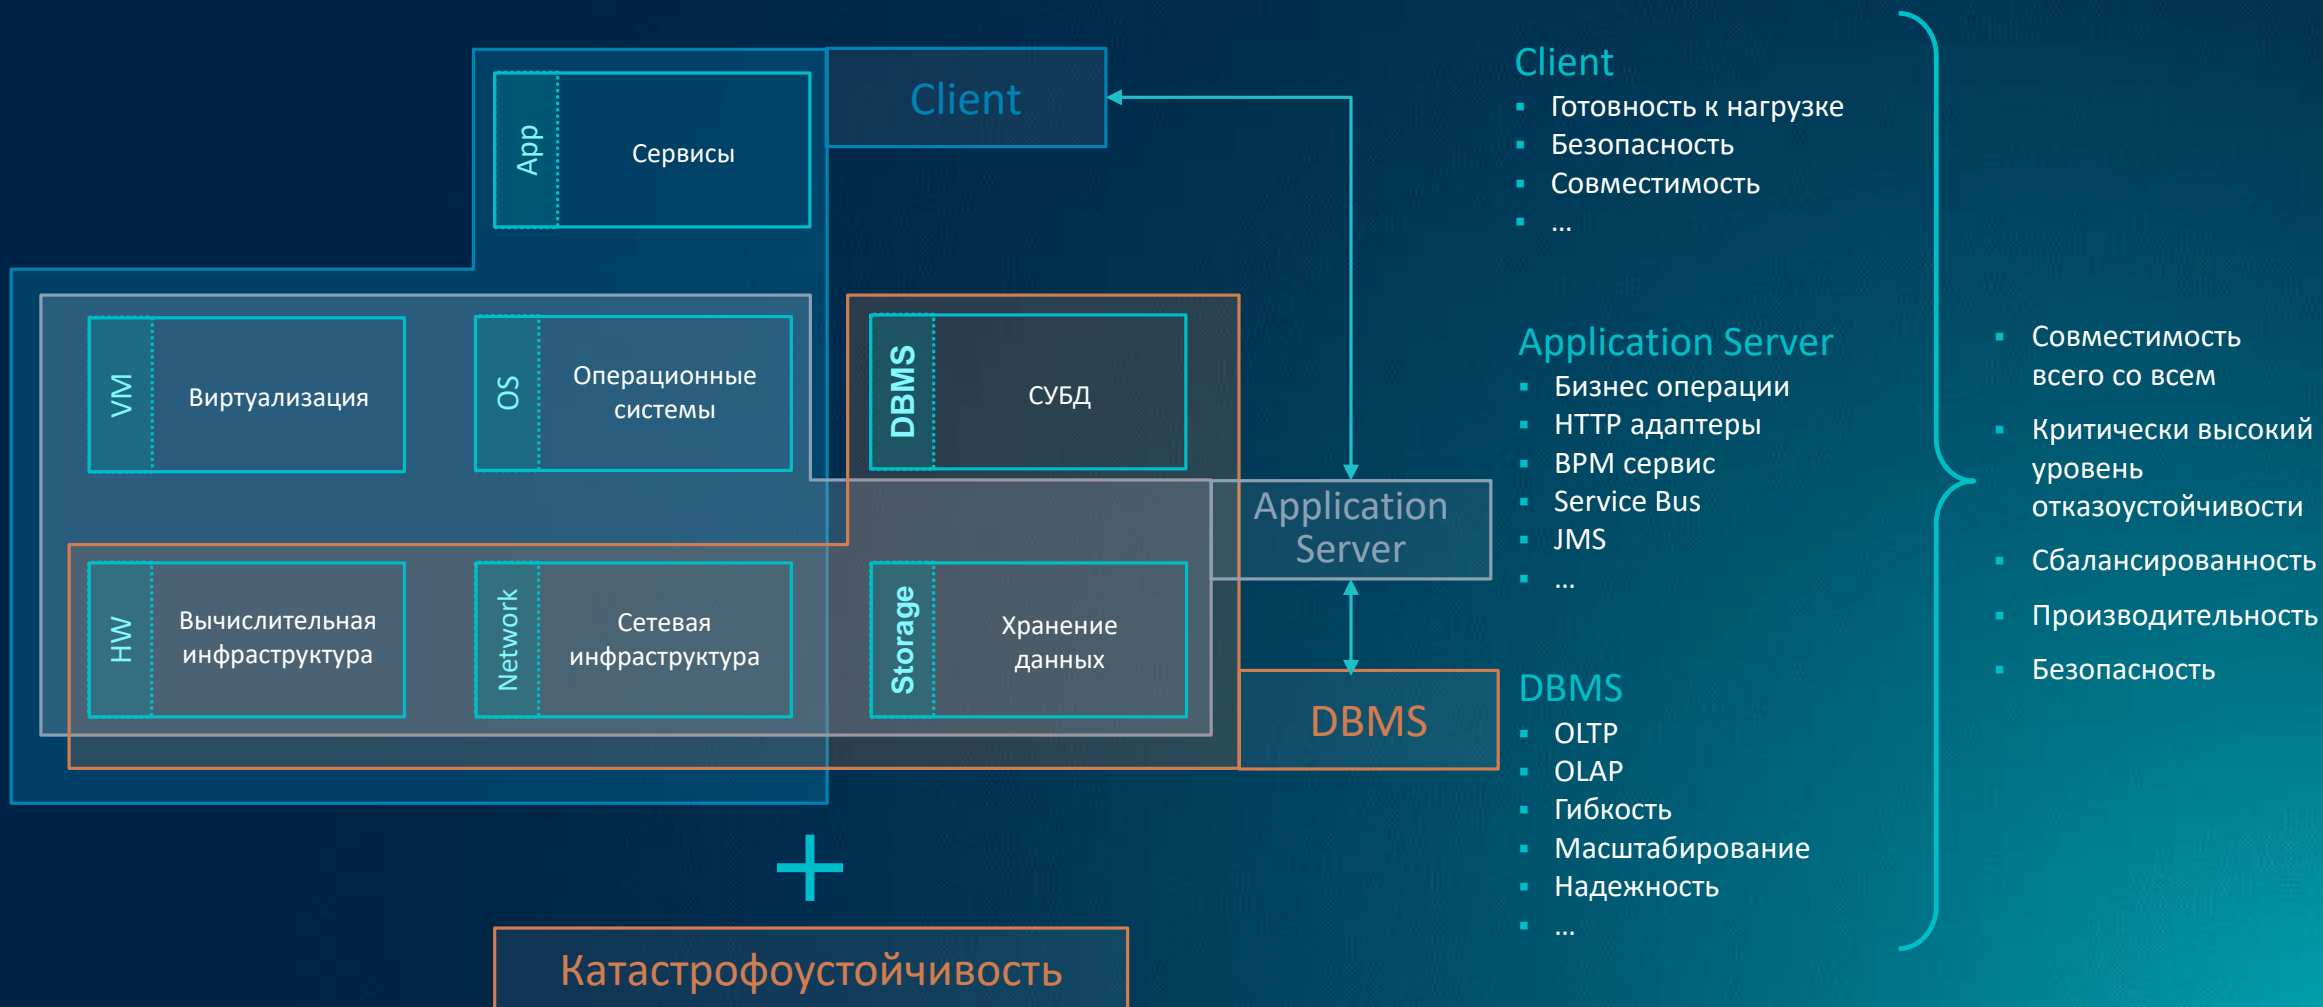 Client
App
Сервисы
VM
Виртуализация
OS
Операционные
системы
DBMS
СУБД
Application
Server
HW
Вычислительная
инфраструктура
Network
Сетевая
инфраструктура
Storage
Хранение
данных
DBMS
+
Катастрофоустойчивость
Client
▪ Готовность к нагрузке
▪ Безопасность
▪ Совместимость
▪ ...
Application Server
▪ Бизнес операции
▪ HTTP адаптеры
▪ BPM сервис
▪ Service Bus
▪ JMS
▪ ...
DBMS
▪ OLTP
▪ OLAP
▪ Гибкость
▪ Масштабирование
▪ Надежность
▪ ...
▪ Совместимость
всего со всем
▪ Критически высокий
уровень
отказоустойчивости
▪ Сбалансированность
▪ Производительность
▪ Безопасность